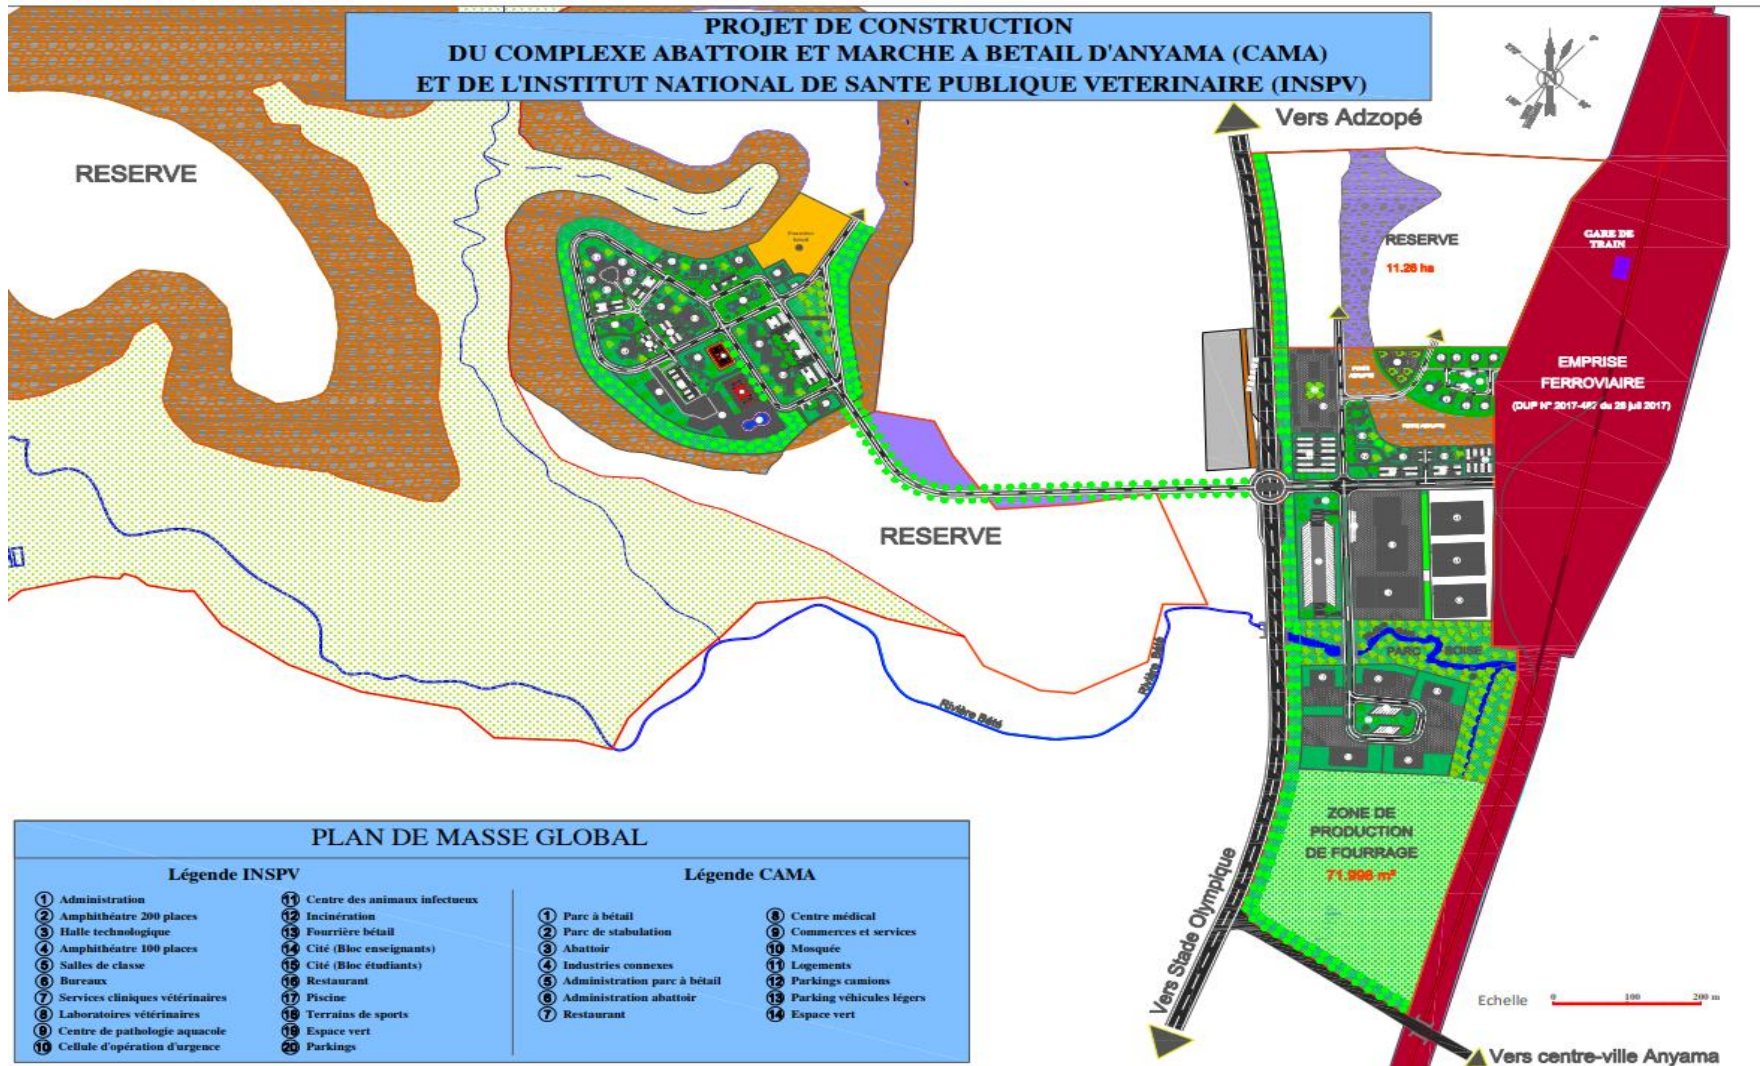 PROJET DE CONSTRUCTION
DU COMPLEXE ABATTOIR ET MARCHE A BETAIL D'ANYAMA (CAMA)
ET DE L'INSTITUT NATIONAL DE SANTE PUBLIQUE VETERINAIRE (INSPV)
N
Vers Adzopé
RESERVE
RESERVE
11.26 ha
GARE DE
TRAIN
EMPRISE
FERROVIAIRE
RESERVE
PARC BOISE
Rivière Bété
Rivière Bété
ZONE DE
PRODUCTION
DE FOURRAGE
71.998 m²
Vers Stade Olympique
Echelle 0 100 200 m
Vers centre-ville Anyama
PLAN DE MASSE GLOBAL
Légende INSPV
1 Administration
2 Amphithéatre 200 places
3 Halle technologique
4 Amphithéatre 100 places
5 Salles de classe
6 Bureaux
7 Services cliniques vétérinaires
8 Laboratoires vétérinaires
9 Centre de pathologie aquacole
10 Cellule d'opération d'urgence
11 Centre des animaux infectueux
12 Incinération
13 Fourrière bétail
14 Cité (Bloc enseignants)
15 Cité (Bloc étudiants)
16 Restaurant
17 Piscine
18 Terrains de sports
19 Espace vert
20 Parkings
Légende CAMA
1 Parc à bétail
2 Parc de stabulation
3 Abattoir
4 Industries connexes
5 Administration parc à bétail
6 Administration abattoir
7 Restaurant
8 Centre médical
9 Commerces et services
10 Mosquée
11 Logements
12 Parkings camions
13 Parking véhicules légers
14 Espace vert